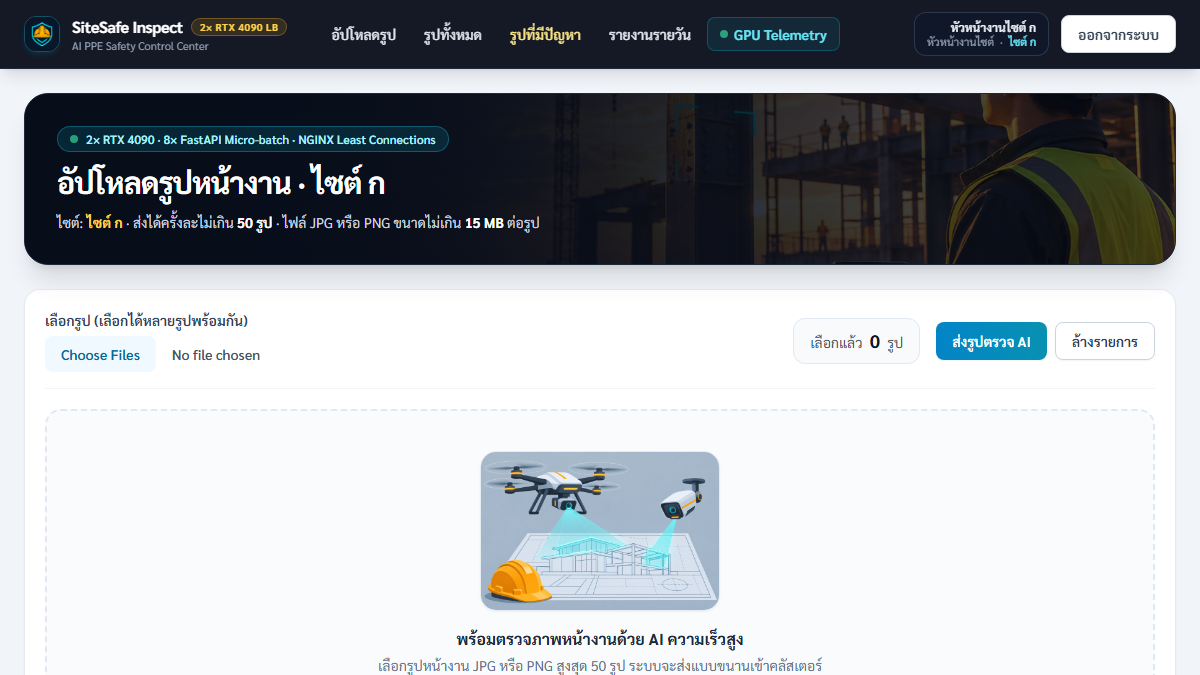 SiteSafe Inspect
2x RTX 4090 LB
AI PPE Safety Control Center
อัปโหลดรูป
รูปทั้งหมด
รูปที่มีปัญหา
รายงานรายวัน
GPU Telemetry
หัวหน้างานไซต์ ก
หัวหน้างานไซต์ · ไซต์ ก
ออกจากระบบ
2x RTX 4090 · 8x FastAPI Micro-batch · NGINX Least Connections
อัปโหลดรูปหน้างาน · ไซต์ ก
ไซต์: ไซต์ ก · ส่งได้ครั้งละไม่เกิน 50 รูป · ไฟล์ JPG หรือ PNG ขนาดไม่เกิน 15 MB ต่อรูป
เลือกรูป (เลือกได้หลายรูปพร้อมกัน)
Choose Files No file chosen
เลือกแล้ว 0 รูป
ส่งรูปตรวจ AI
ล้างรายการ
พร้อมตรวจภาพหน้างานด้วย AI ความเร็วสูง
เลือกรูปหน้างาน JPG หรือ PNG สูงสุด 50 รูป ระบบจะส่งแบบขนานเข้าคลัสเตอร์